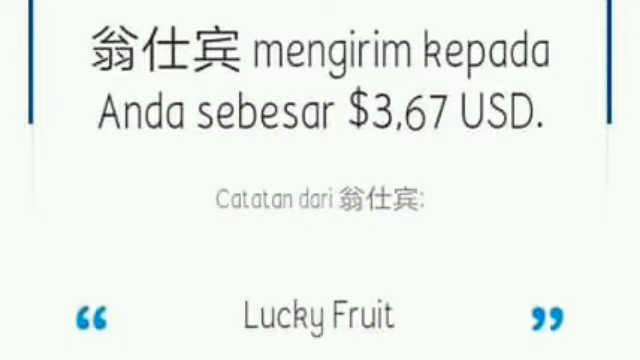 翁仕宾 mengirim kepada
Anda sebesar $3,67 USD.
Catatan dari 翁仕宾:
“ Lucky Fruit ”